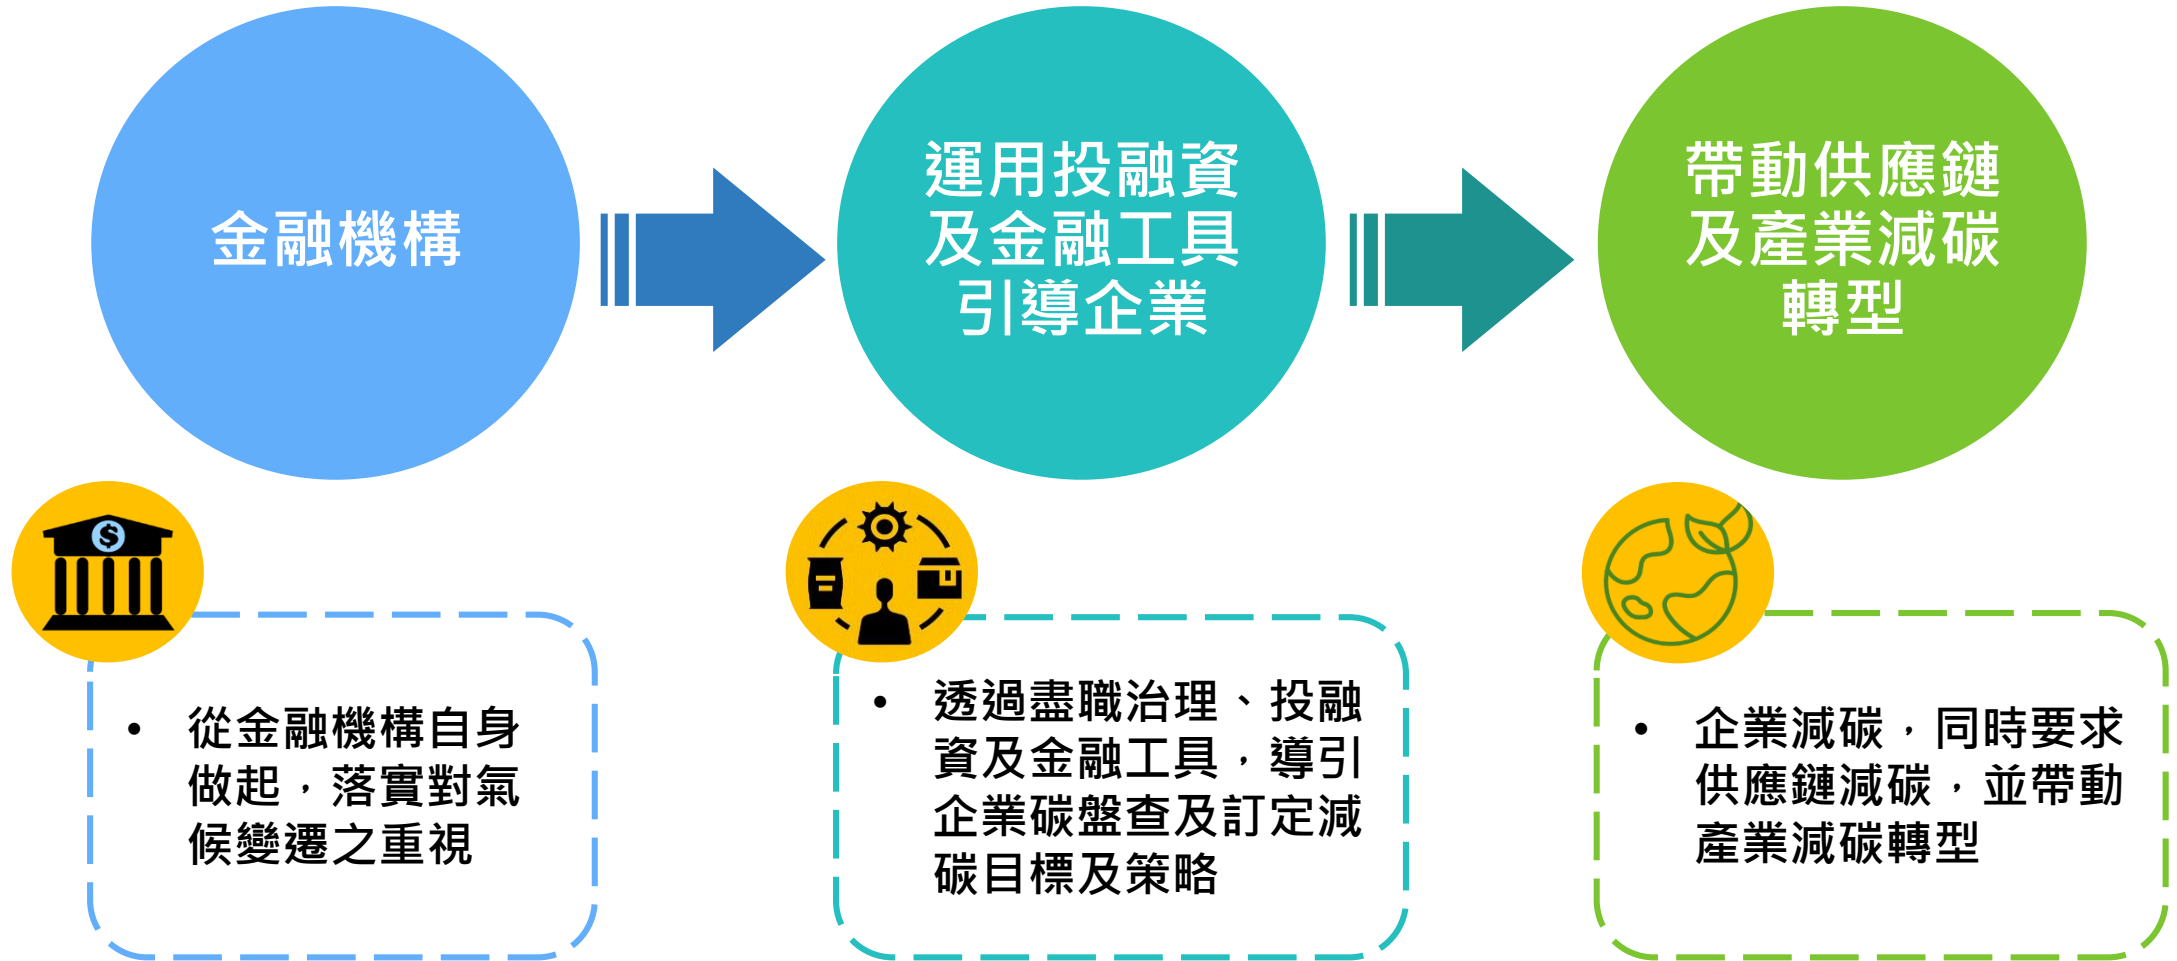 金融機構
運用投融資
及金融工具
引導企業
帶動供應鏈
及產業減碳
轉型
$
• 從金融機構自身
做起，落實對氣
候變遷之重視
• 透過盡職治理、投融
資及金融工具，導引
企業碳盤查及訂定減
碳目標及策略
• 企業減碳，同時要求
供應鏈減碳，並帶動
產業減碳轉型